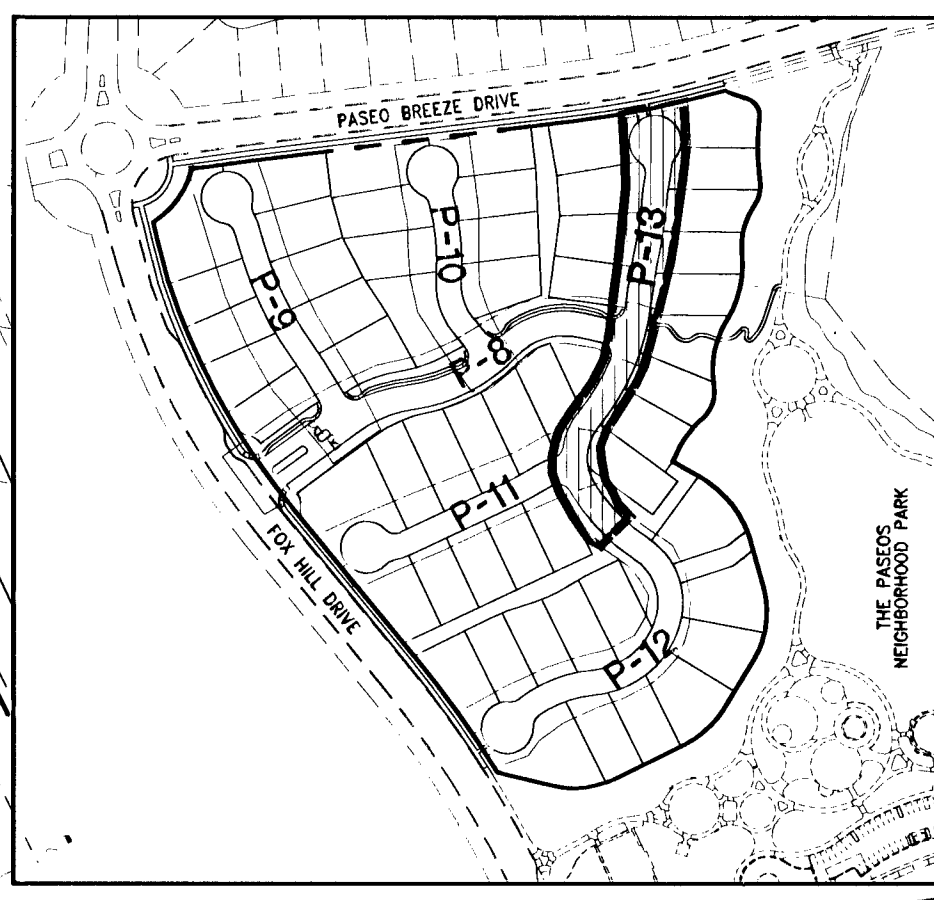 PASEO BREEZE DRIVE
P-13
P-10
P-9
P-8
P-11
FOX HILL DRIVE
THE PASEOS
NEIGHBORHOOD PARK
P-12